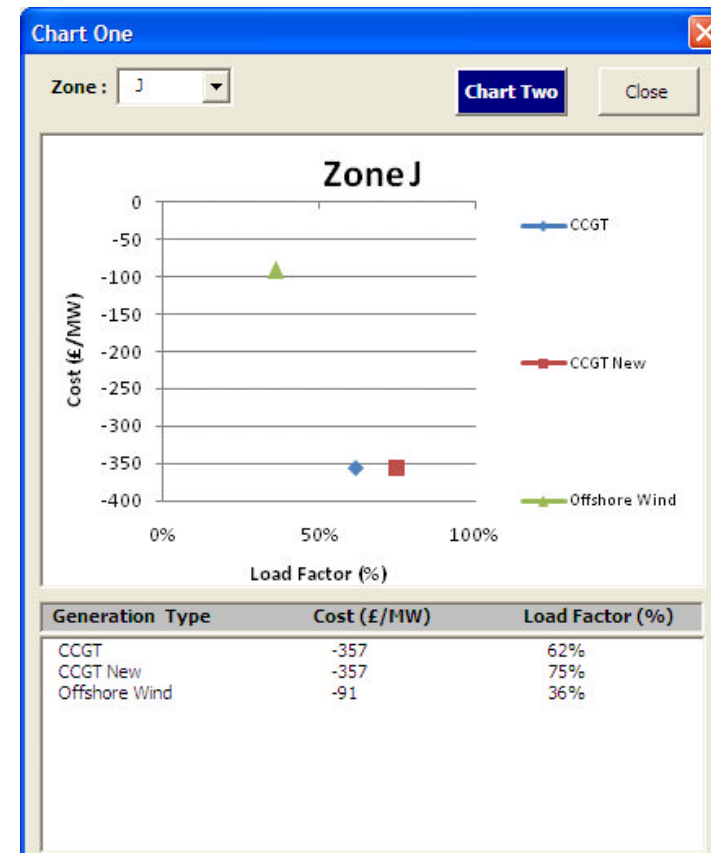 Chart One
Zone : J
Chart Two
Close
Zone J
0
-50
-100
-150
-200
-250
-300
-350
-400
Cost (£/MW)
0% 50% 100%
Load Factor (%)
CCGT
CCGT New
Offshore Wind
Generation Type Cost (£/MW) Load Factor (%)
CCGT -357 62%
CCGT New -357 75%
Offshore Wind -91 36%